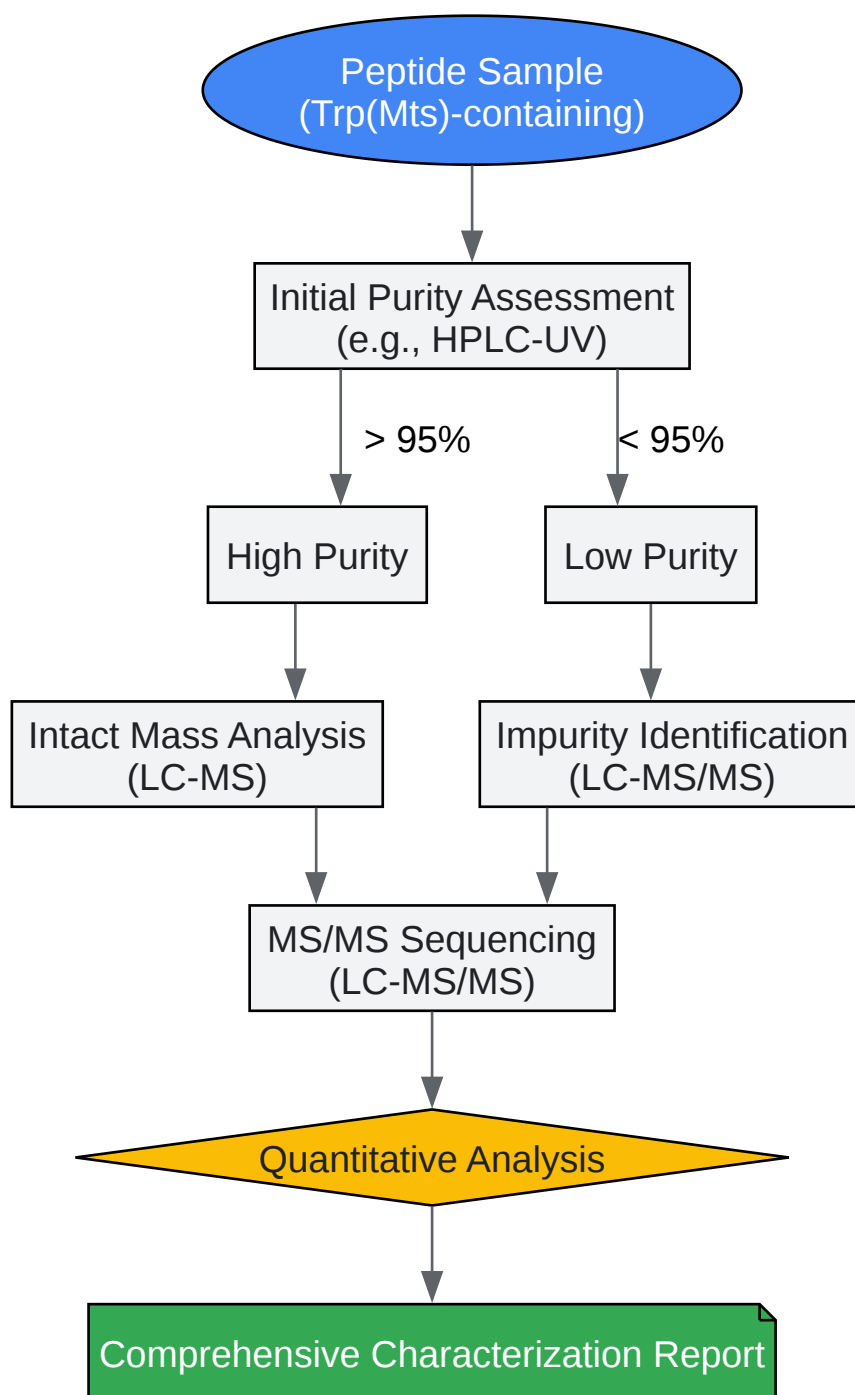 Peptide Sample
(Trp(Mts)-containing)
Initial Purity Assessment
(e.g., HPLC-UV)
> 95%
< 95%
High Purity
Low Purity
Intact Mass Analysis
(LC-MS)
Impurity Identification
(LC-MS/MS)
MS/MS Sequencing
(LC-MS/MS)
Quantitative Analysis
Comprehensive Characterization Report